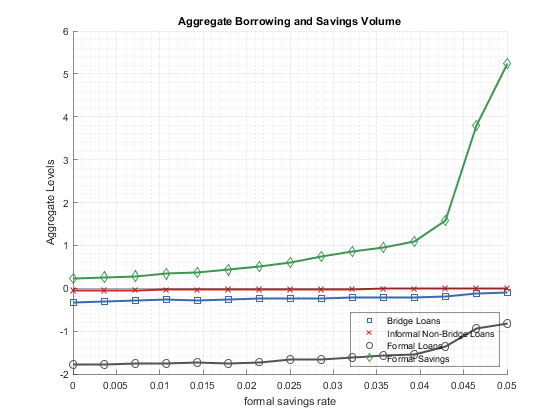 Aggregate Borrowing and Savings Volume
6
5
4
3
2
1
0
-1
-2
Aggregate Levels
Bridge Loans
Informal Non-Bridge Loans
Formal Loans
Formal Savings
0 0.005 0.01 0.015 0.02 0.025 0.03 0.035 0.04 0.045 0.05
formal savings rate